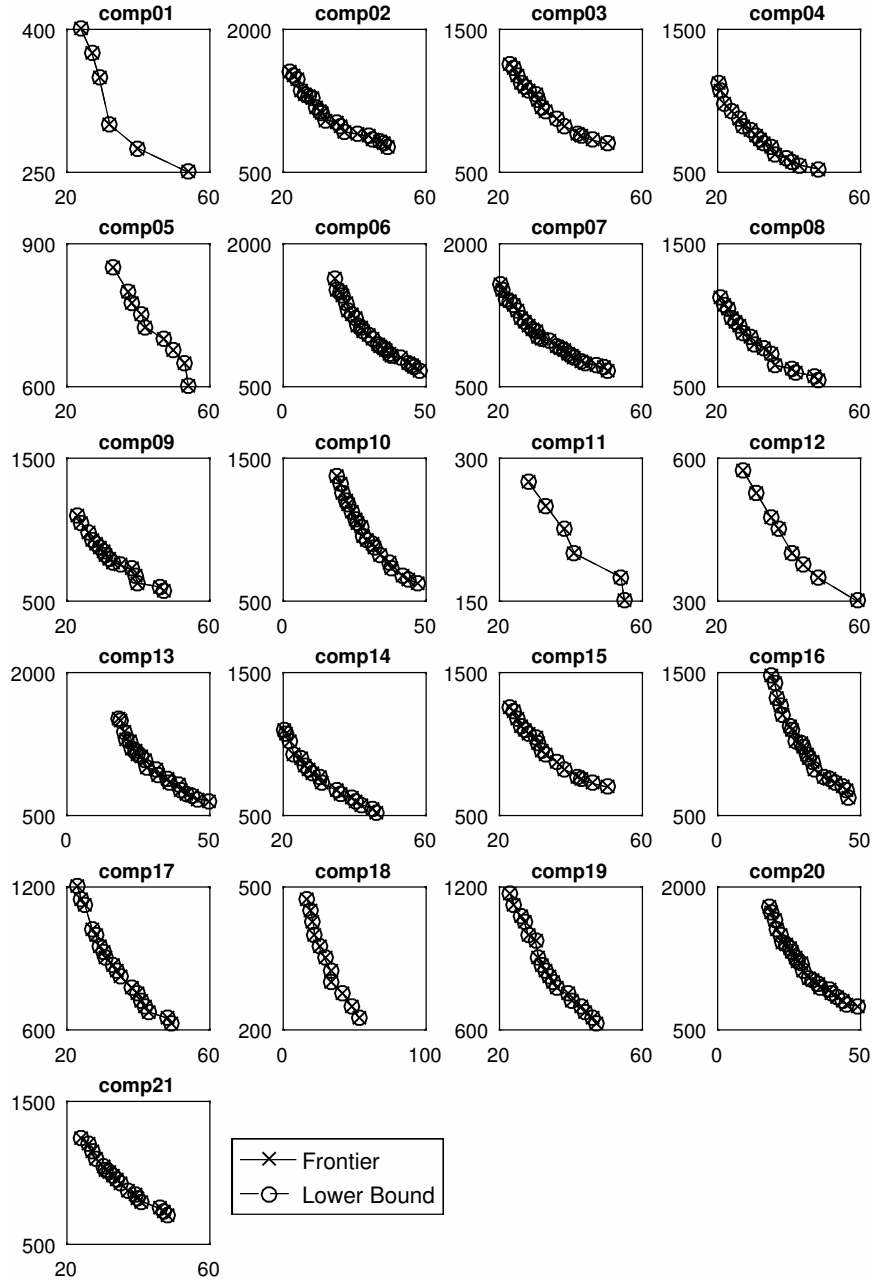 comp01 comp02 comp03 comp04
400 2000 1500 1500
250 500 500 500
20 60 20 60 20 60 20 60
comp05 comp06 comp07 comp08
900 2000 2000 1500
600 500 500 500
20 60 0 50 20 60 20 60
comp09 comp10 comp11 comp12
1500 1500 300 600
500 500 150 300
20 60 0 50 20 60 20 60
comp13 comp14 comp15 comp16
2000 1500 1500 1500
500 500 500 500
0 50 20 60 20 60 0 50
comp17 comp18 comp19 comp20
1200 500 1200 2000
600 200 600 500
20 60 0 100 20 60 0 50
comp21
1500
Frontier
Lower Bound
500
20 60